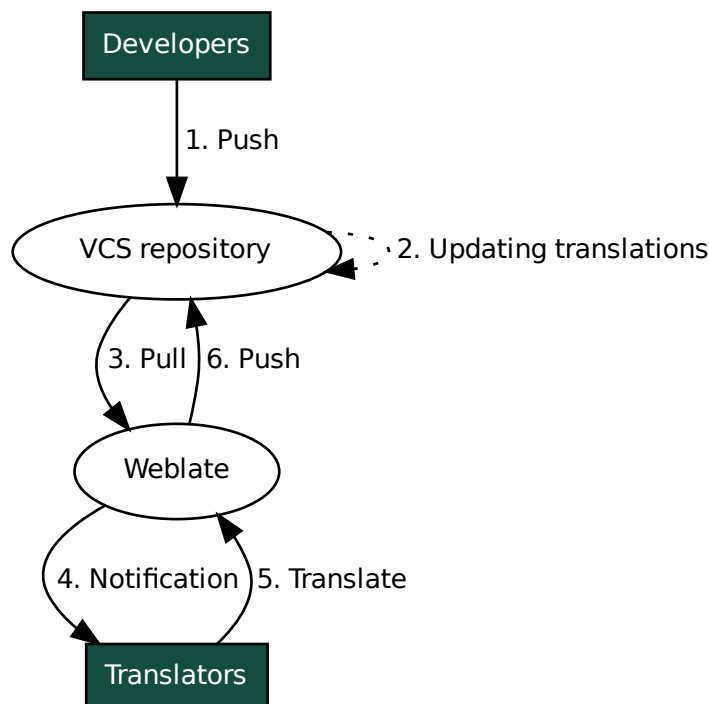 Developers
1. Push
VCS repository
2. Updating translations
3. Pull
6. Push
Weblate
4. Notification
5. Translate
Translators